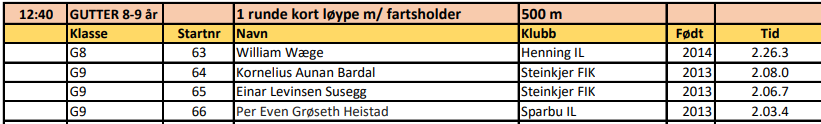 12:40 GUTTER 8-9 år 1 runde kort løype m/ fartsholder 500 m
Klasse Startnr Navn Klubb Født Tid
G8 63 William Wæge Henning IL 2014 2.26.3
G9 64 Kornelius Aunan Bardal Steinkjer FIK 2013 2.08.0
G9 65 Einar Levinsen Susegg Steinkjer FIK 2013 2.06.7
G9 66 Per Even Grøseth Heistad Sparbu IL 2013 2.03.4